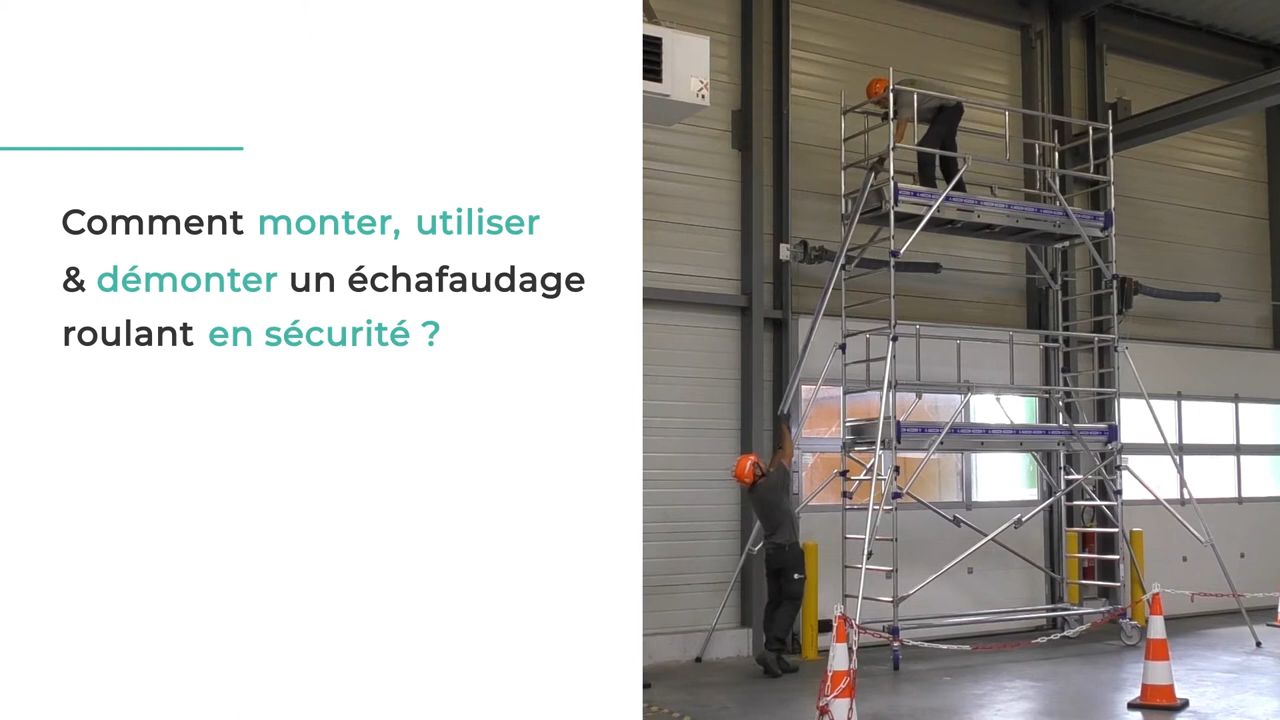 Comment monter, utiliser
& démonter un échafaudage
roulant en sécurité ?